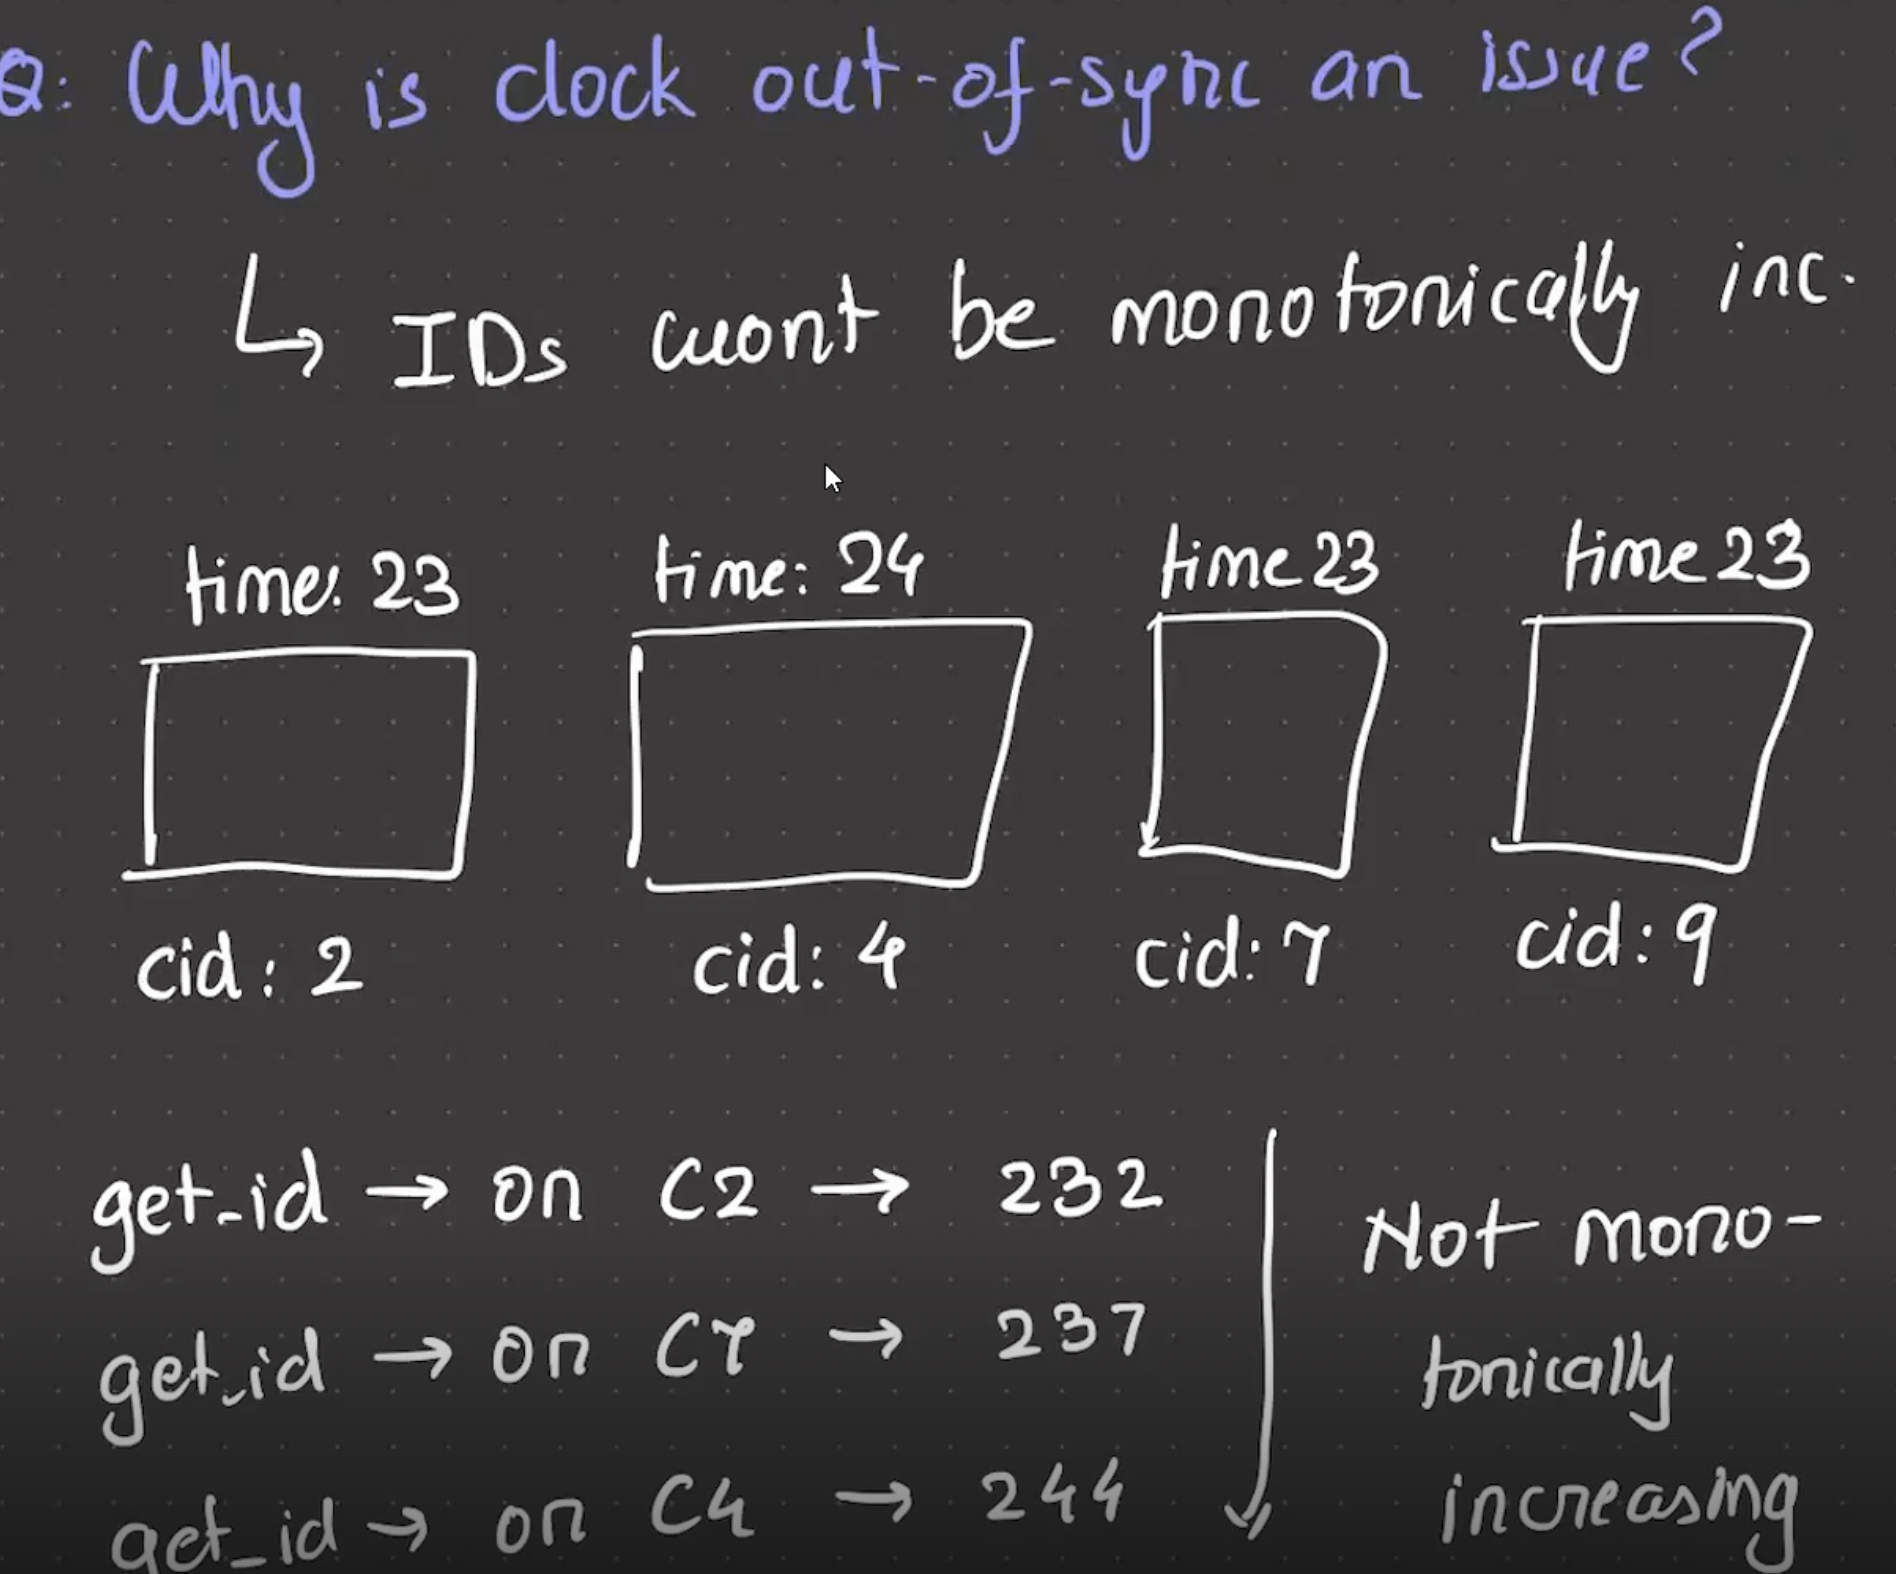 Q: Why is clock out-of-sync an issue?
↳ IDs wont be monotonically inc.
time: 23 time: 24 time 23 time 23
cid: 2 cid: 4 cid: 7 cid: 9
get_id → on C2 → 232
Not mono-
get_id → on C7 → 237
tonically
get_id → on C4 → 244
increasing